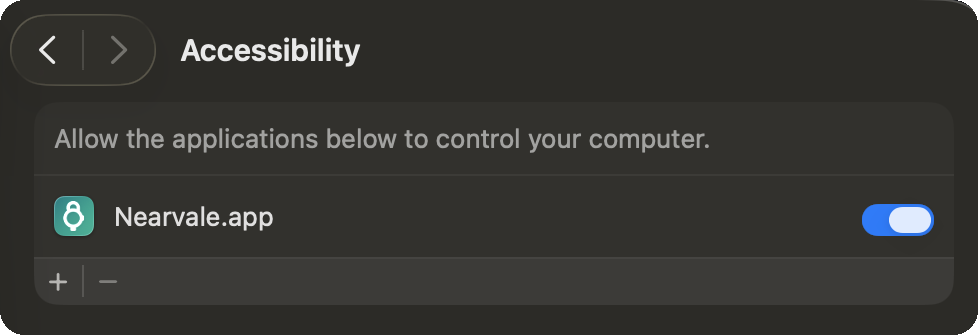 Accessibility
Allow the applications below to control your computer.
Nearvale.app